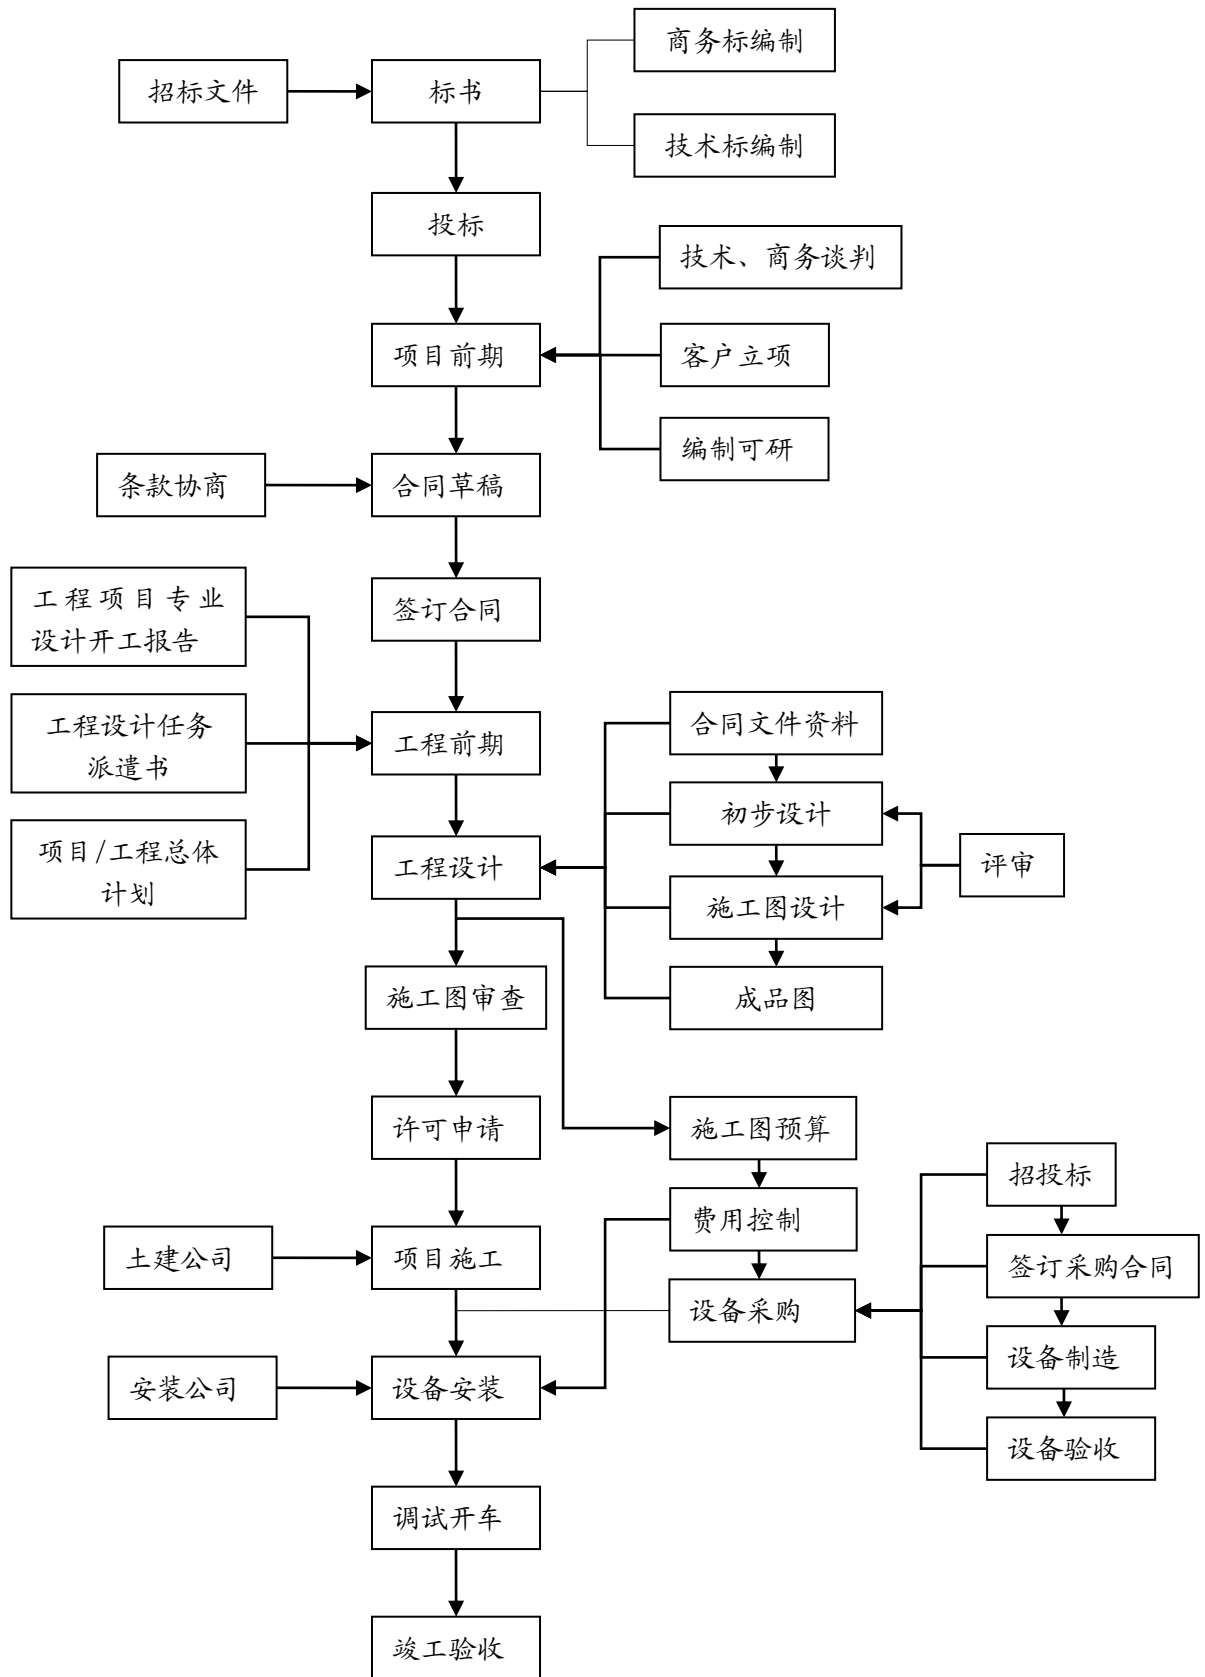 商务标编制
招标文件
标书
技术标编制
投标
技术、商务谈判
项目前期
客户立项
编制可研
条款协商
合同草稿
工程项目专业
设计开工报告
签订合同
工程设计任务
派遣书
工程前期
合同文件资料
初步设计
项目/工程总体
计划
工程设计
评审
施工图设计
施工图审查
成品图
许可申请
施工图预算
招投标
费用控制
土建公司
项目施工
签订采购合同
设备采购
设备制造
安装公司
设备安装
设备验收
调试开车
竣工验收